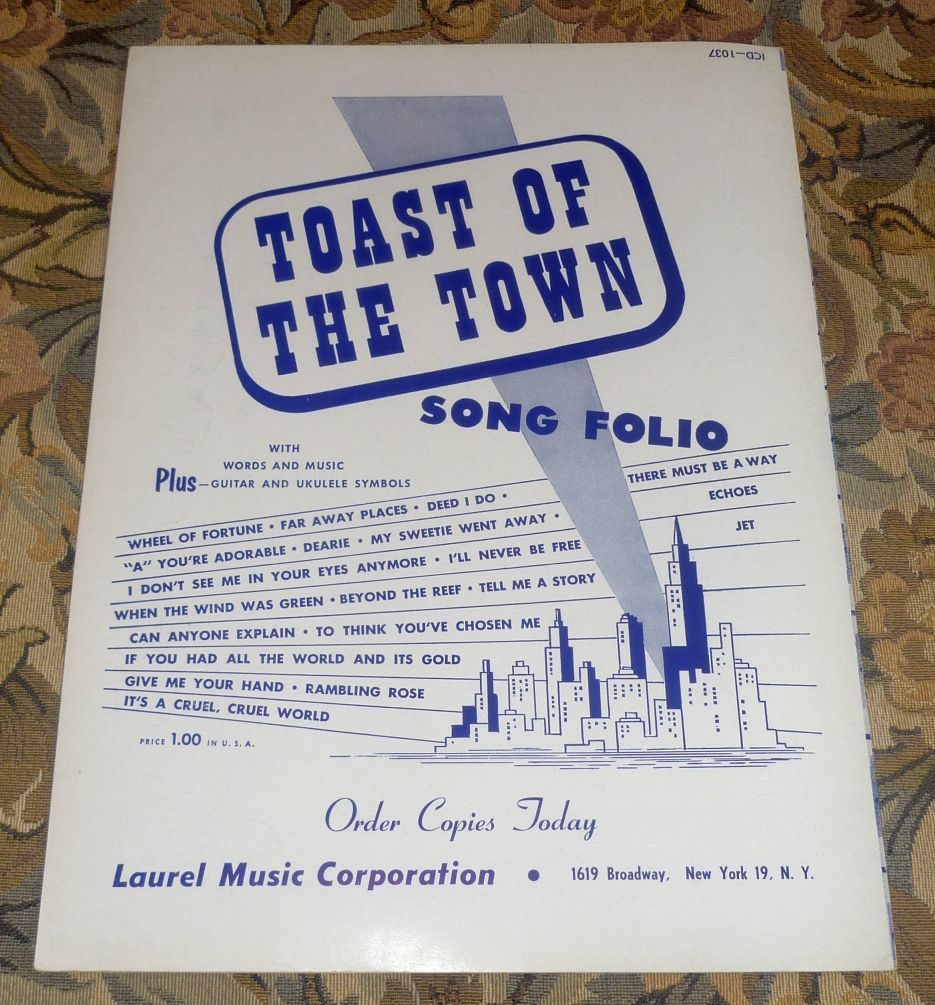 ICD-1037
TOAST OF
THE TOWN
SONG FOLIO
WITH
WORDS AND MUSIC
Plus—GUITAR AND UKULELE SYMBOLS
THERE MUST BE A WAY
ECHOES
JET
WHEEL OF FORTUNE • FAR AWAY PLACES • DEED I DO •
"A" YOU'RE ADORABLE • DEARIE • MY SWEETIE WENT AWAY •
I DON'T SEE ME IN YOUR EYES ANYMORE • I'LL NEVER BE FREE
WHEN THE WIND WAS GREEN • BEYOND THE REEF • TELL ME A STORY
CAN ANYONE EXPLAIN • TO THINK YOU'VE CHOSEN ME
IF YOU HAD ALL THE WORLD AND ITS GOLD
GIVE ME YOUR HAND • RAMBLING ROSE
IT'S A CRUEL, CRUEL WORLD
PRICE 1.00 IN U.S.A.
Order Copies Today
Laurel Music Corporation • 1619 Broadway, New York 19, N. Y.